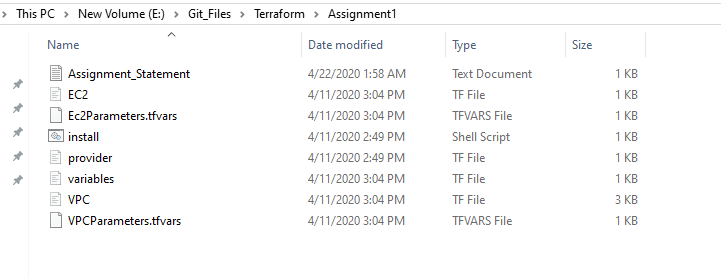 This PC > New Volume (E:) > Git_Files > Terraform > Assignment1
Name Date modified Type Size
Assignment_Statement 4/22/2020 1:58 AM Text Document 1 KB
EC2 4/11/2020 3:04 PM TF File 1 KB
Ec2Parameters.tfvars 4/11/2020 3:04 PM TFVARS File 1 KB
install 4/11/2020 2:49 PM Shell Script 1 KB
provider 4/11/2020 2:49 PM TF File 1 KB
variables 4/11/2020 3:04 PM TF File 1 KB
VPC 4/11/2020 3:04 PM TF File 3 KB
VPCParameters.tfvars 4/11/2020 3:04 PM TFVARS File 1 KB